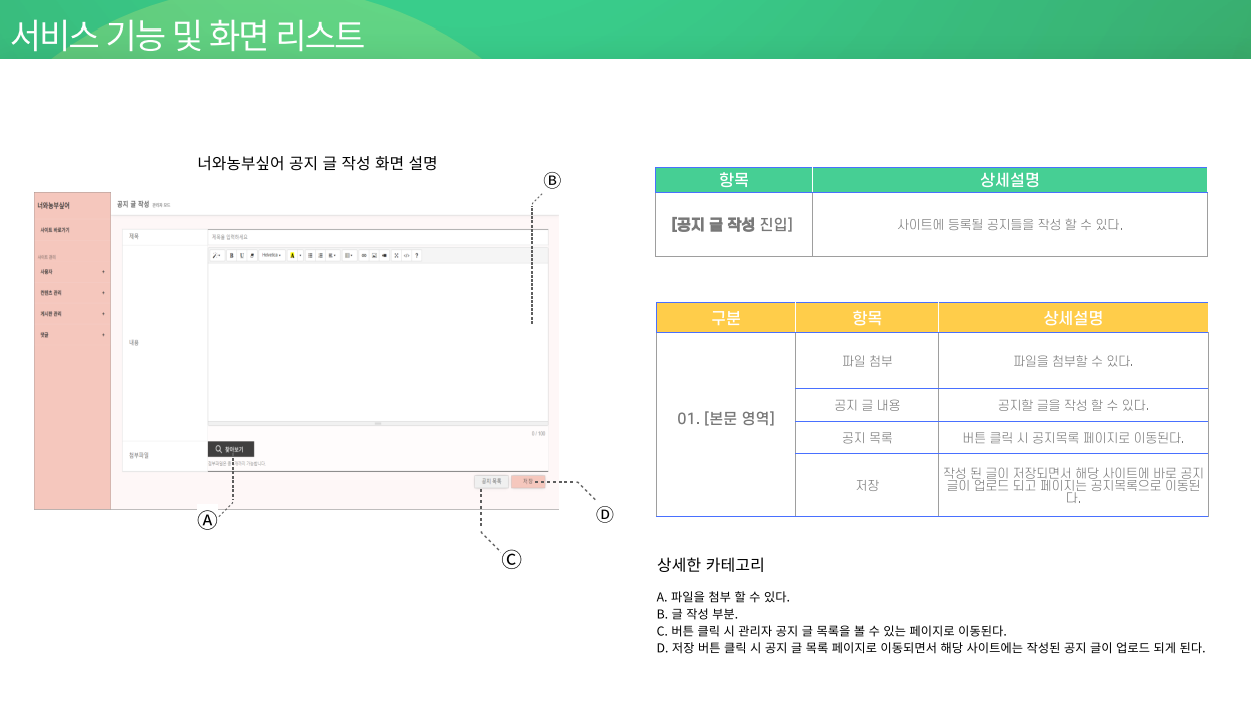 서비스 기능 및 화면 리스트
너와농부싶어 공지 글 작성 화면 설명
B
너와농부싶어
공지 글 작성 관리자 모드
사이트 바로가기
사이트 관리
사용자 +
컨텐츠 관리 +
게시판 관리 +
댓글 +
제목
제목을 입력하세요
B U Helvetica A </> ?
내용
0 / 100
첨부파일
찾아보기
공지 목록
저장
A
C
D
항목 상세설명
[공지 글 작성 진입] 사이트에 등록될 공지들을 작성 할 수 있다.
구분 항목 상세설명
01. [본문 영역]
파일 첨부 파일을 첨부할 수 있다.
공지 글 내용 공지할 글을 작성 할 수 있다.
공지 목록 버튼 클릭 시 공지목록 페이지로 이동된다.
저장
작성 된 글이 저장되면서 해당 사이트에 바로 공지
글이 업로드 되고 페이지는 공지목록으로 이동된
다.
상세한 카테고리
A. 파일을 첨부 할 수 있다.
B. 글 작성 부분.
C. 버튼 클릭 시 관리자 공지 글 목록을 볼 수 있는 페이지로 이동된다.
D. 저장 버튼 클릭 시 공지 글 목록 페이지로 이동되면서 해당 사이트에는 작성된 공지 글이 업로드 되게 된다.